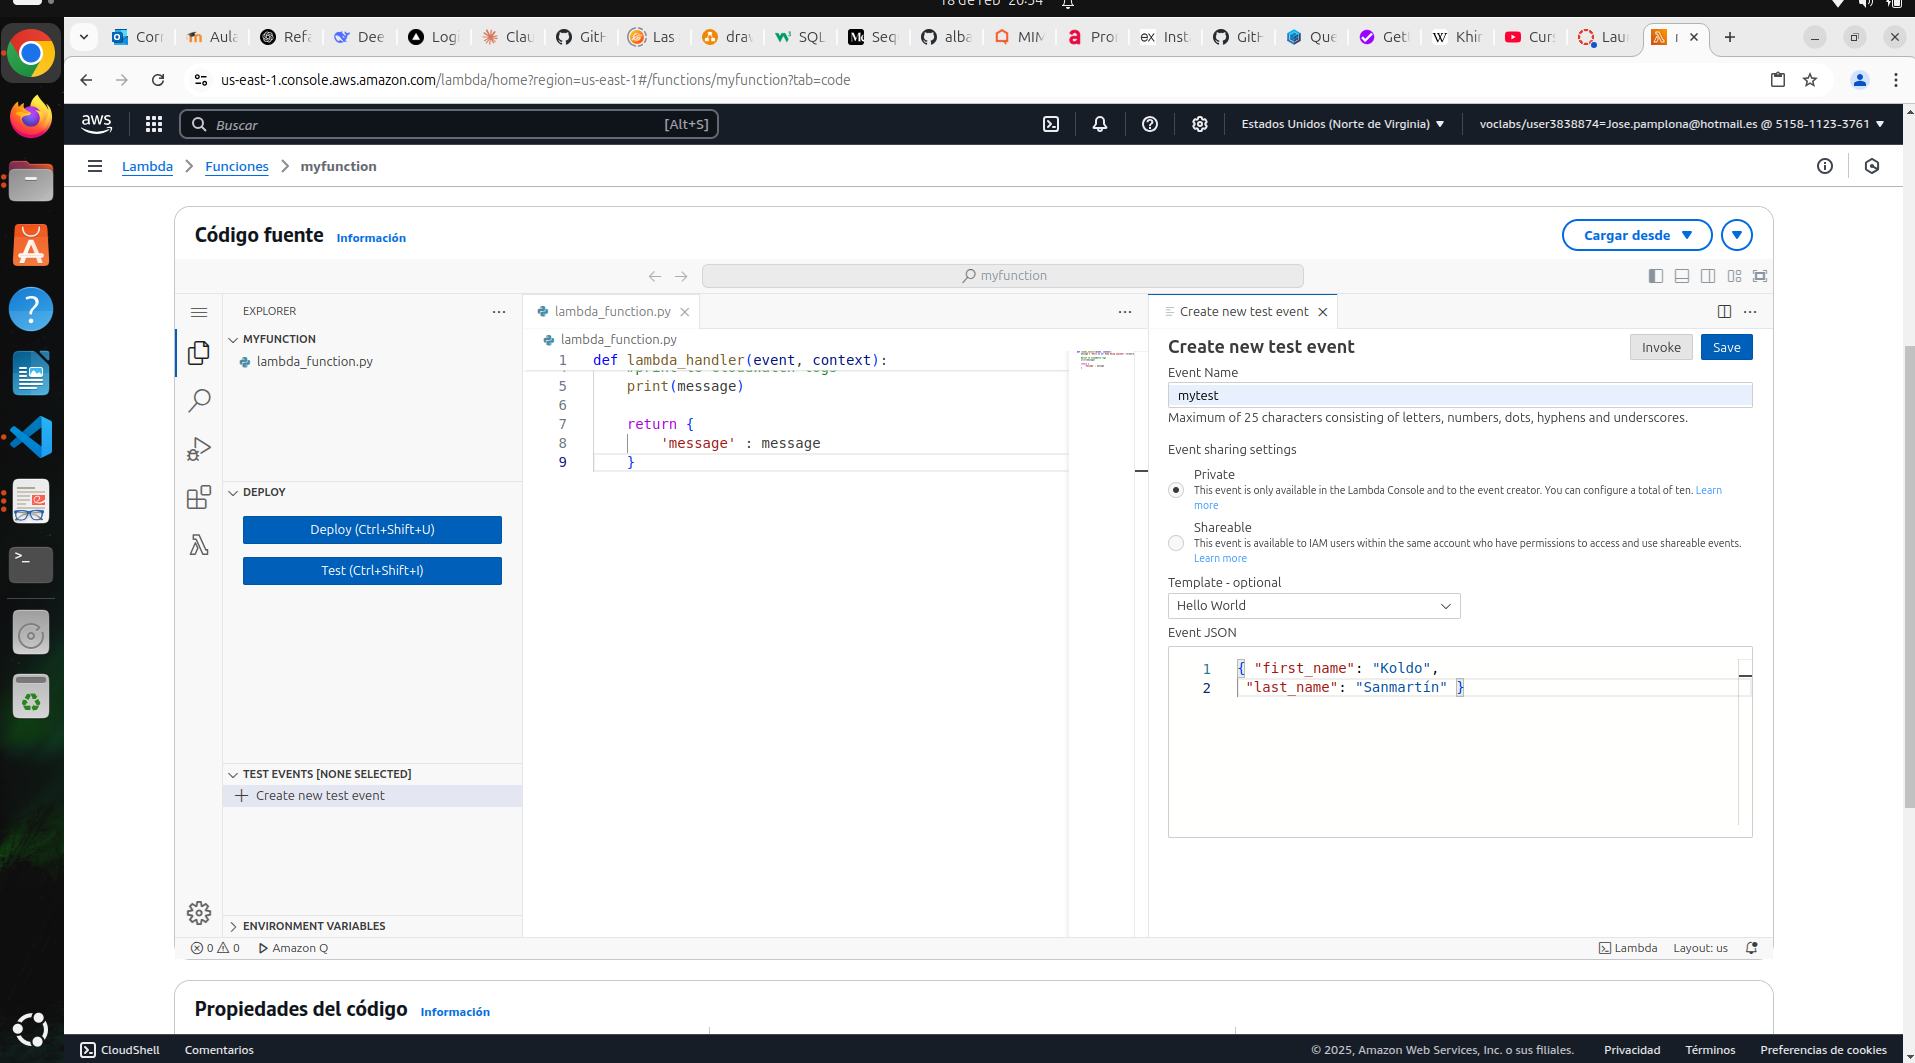 18 de Feb 20:54
Corr
Aula
Refa
Dee
Logi
Clau
GitH
Las
drav
SQL
Seq
alba
MIM
Pro
Inst
GitH
Que
Get
Khir
Curs
Lau
us-east-1.console.aws.amazon.com/lambda/home?region=us-east-1#/functions/myfunction?tab=code
aws
Buscar
[Alt+S]
Estados Unidos (Norte de Virginia)
voclabs/user3838874=Jose.pamplona@hotmail.es @ 5158-1123-3761
Lambda
Funciones
myfunction
Código fuente
Información
Cargar desde
myfunction
EXPLORER
MYFUNCTION
lambda_function.py
DEPLOY
Deploy (Ctrl+Shift+U)
Test (Ctrl+Shift+I)
TEST EVENTS [NONE SELECTED]
Create new test event
ENVIRONMENT VARIABLES
lambda_function.py
lambda_function.py
1 def lambda_handler(event, context):
5 print(message)
6
7 return {
8 'message' : message
9 }
Create new test event
Create new test event
Invoke
Save
Event Name
mytest
Maximum of 25 characters consisting of letters, numbers, dots, hyphens and underscores.
Event sharing settings
Private
This event is only available in the Lambda Console and to the event creator. You can configure a total of ten. Learn
more
Shareable
This event is available to IAM users within the same account who have permissions to access and use shareable events.
Learn more
Template - optional
Hello World
Event JSON
1 { "first_name": "Koldo",
2 "last_name": "Sanmartín" }
0 0
Amazon Q
Lambda
Layout: us
Propiedades del código
Información
CloudShell
Comentarios
© 2025, Amazon Web Services, Inc. o sus filiales.
Privacidad
Términos
Preferencias de cookies